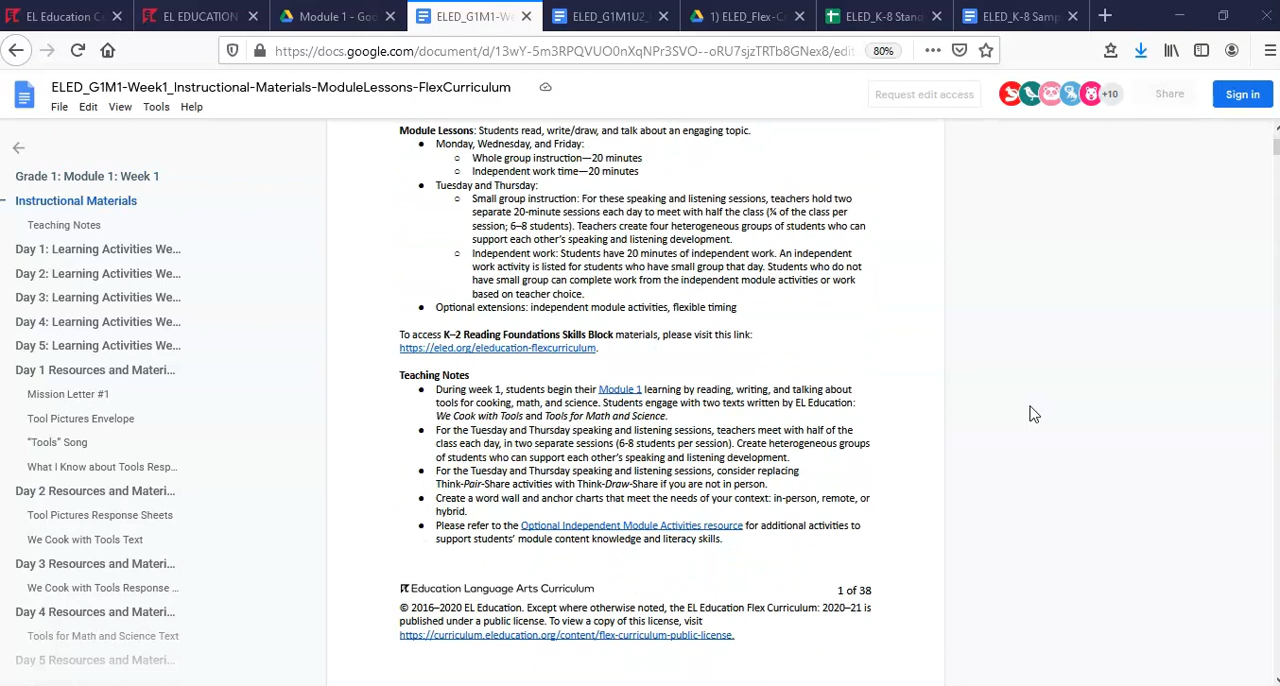 EL Education C
EL EDUCATION
Module 1 - Goo
ELED_G1M1-We
ELED_G1M1U2_
1) ELED_Flex-C
ELED_K-8 Stan
ELED_K-8 Samp
https://docs.google.com/document/d/13wY-5m3RPQVUO0nXqNPr3SVO--oRU7sjzTRTb8GNex8/edit
80%
ELED_G1M1-Week1_Instructional-Materials-ModuleLessons-FlexCurriculum
File Edit View Tools Help
Request edit access
+10
Share
Sign in
Grade 1: Module 1: Week 1
Instructional Materials
Teaching Notes
Day 1: Learning Activities We...
Day 2: Learning Activities We...
Day 3: Learning Activities We...
Day 4: Learning Activities We...
Day 5: Learning Activities We...
Day 1 Resources and Materi...
Mission Letter #1
Tool Pictures Envelope
“Tools” Song
What I Know about Tools Resp...
Day 2 Resources and Materi...
Tool Pictures Response Sheets
We Cook with Tools Text
Day 3 Resources and Materi...
We Cook with Tools Response ...
Day 4 Resources and Materi...
Tools for Math and Science Text
Day 5 Resources and Materi...
Module Lessons: Students read, write/draw, and talk about an engaging topic.
● Monday, Wednesday, and Friday:
○ Whole group instruction—20 minutes
○ Independent work time—20 minutes
● Tuesday and Thursday:
○ Small group instruction: For these speaking and listening sessions, teachers hold two
separate 20-minute sessions each day to meet with half the class (¼ of the class per
session; 6–8 students). Teachers create four heterogeneous groups of students who can
support each other’s speaking and listening development.
○ Independent work: Students have 20 minutes of independent work. An independent
work activity is listed for students who have small group that day. Students who do not
have small group can complete work from the independent module activities or work
based on teacher choice.
● Optional extensions: independent module activities, flexible timing
To access K–2 Reading Foundations Skills Block materials, please visit this link:
https://eled.org/eleducation-flexcurriculum.
Teaching Notes
● During week 1, students begin their Module 1 learning by reading, writing, and talking about
tools for cooking, math, and science. Students engage with two texts written by EL Education:
We Cook with Tools and Tools for Math and Science.
● For the Tuesday and Thursday speaking and listening sessions, teachers meet with half of the
class each day, in two separate sessions (6-8 students per session). Create heterogeneous groups
of students who can support each other’s speaking and listening development.
● For the Tuesday and Thursday speaking and listening sessions, consider replacing
Think-Pair-Share activities with Think-Draw-Share if you are not in person.
● Create a word wall and anchor charts that meet the needs of your context: in-person, remote, or
hybrid.
● Please refer to the Optional Independent Module Activities resource for additional activities to
support students’ module content knowledge and literacy skills.
EL Education Language Arts Curriculum
1 of 38
© 2016–2020 EL Education. Except where otherwise noted, the EL Education Flex Curriculum: 2020–21 is
published under a public license. To view a copy of this license, visit
https://curriculum.eleducation.org/content/flex-curriculum-public-license.